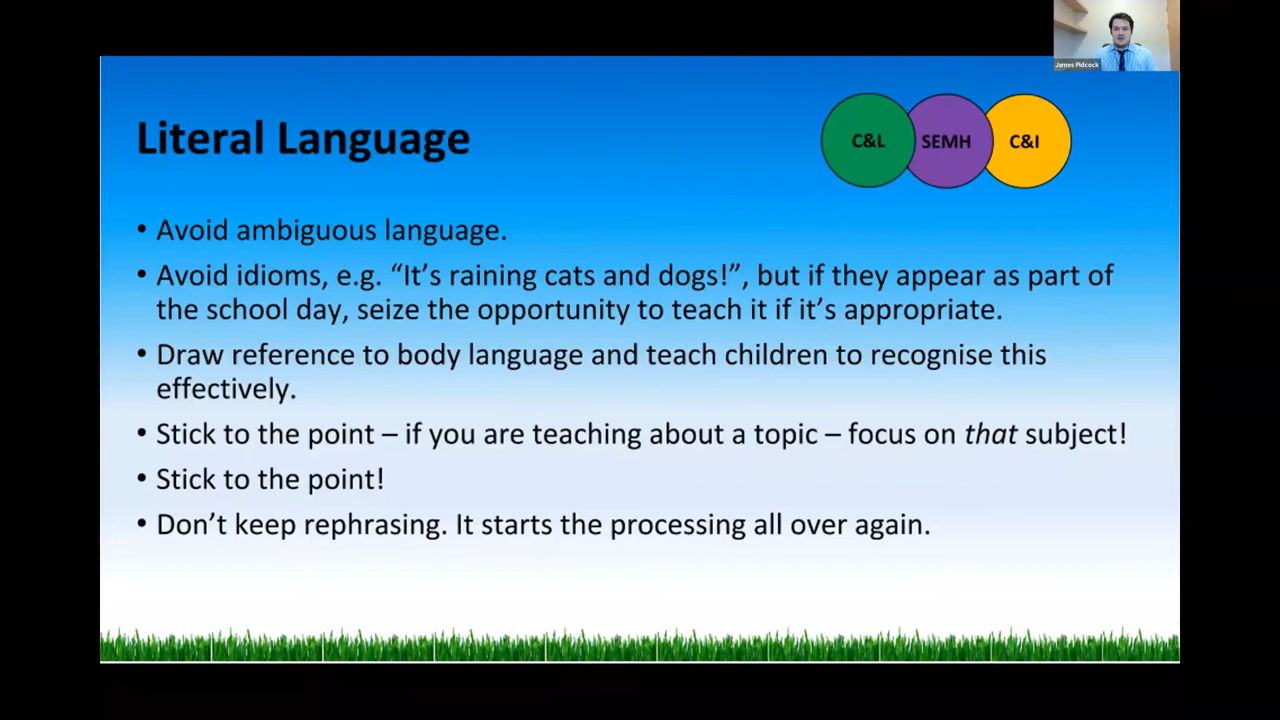 James Pidcock
Literal Language
C&L SEMH C&I
• Avoid ambiguous language.
• Avoid idioms, e.g. “It’s raining cats and dogs!”, but if they appear as part of
the school day, seize the opportunity to teach it if it’s appropriate.
• Draw reference to body language and teach children to recognise this
effectively.
• Stick to the point – if you are teaching about a topic – focus on that subject!
• Stick to the point!
• Don’t keep rephrasing. It starts the processing all over again.